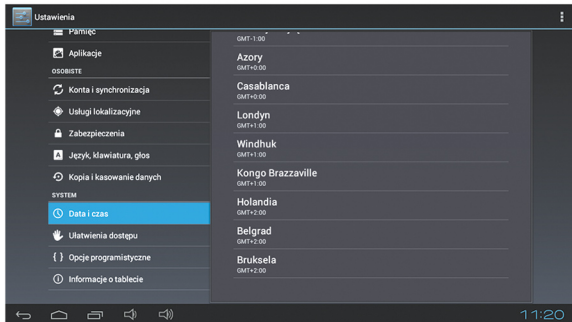 Ustawienia
Pamięć
Aplikacje
OSOBISTE
Konta i synchronizacja
Usługi lokalizacyjne
Zabezpieczenia
Język, klawiatura, głos
Kopia i kasowanie danych
SYSTEM
Data i czas
Ułatwienia dostępu
{ } Opcje programistyczne
Informacje o tablecie
GMT-1:00
Azory
GMT+0:00
Casablanca
GMT+0:00
Londyn
GMT+1:00
Windhuk
GMT+1:00
Kongo Brazzaville
GMT+1:00
Holandia
GMT+2:00
Belgrad
GMT+2:00
Bruksela
GMT+2:00
11:20